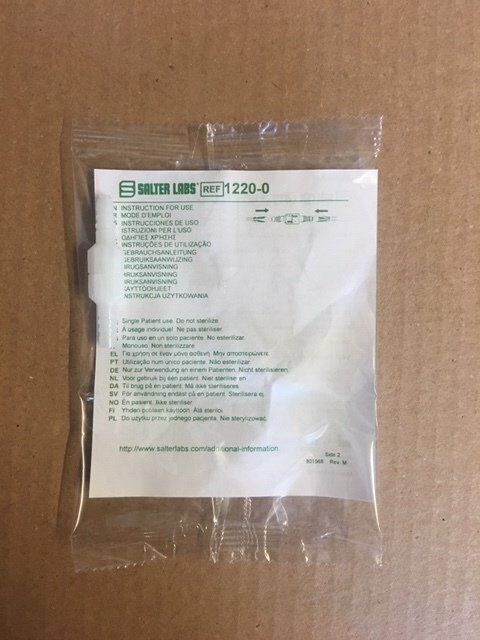 SALTER LABS® REF 1220-0
INSTRUCTION FOR USE
MODE D'EMPLOI
INSTRUCCIONES DE USO
ISTRUZIONI PER L'USO
ΟΔΗΓΙΕΣ ΧΡΗΣΗΣ
INSTRUÇÕES DE UTILIZAÇÃO
GEBRAUCHSANLEITUNG
GEBRUIKSAANWIJZING
BRUGSANVISNING
BRUKSANVISNING
BRUKSANVISNING
KÄYTTÖOHJEET
INSTRUKCJA UŻYTKOWANIA
Single Patient use. Do not sterilize.
À usage individuel. Ne pas stériliser.
Para uso en un solo paciente. No esterilizar.
Monouso. Non sterilizzare
EL Για χρήση σε έναν μόνο ασθενή. Μην αποστειρώνετε.
PT Utilização num único paciente. Não esterilizar.
DE Nur zur Verwendung an einem Patienten. Nicht sterilisieren.
NL Voor gebruik bij één patient. Niet sterilise en
DA Til brug på én patient. Må ikke steriliseres
SV För användning endast på en patient. Sterilisera ej.
NO Én pasient. Ikke steriliser
FI Yhden potilaan käyttöön. Älä steriloi
PL Do użytku przez jednego pacjenta. Nie sterylizować.
http://www.salterlabs.com/additional-information.
Side 2
801568 Rev. M